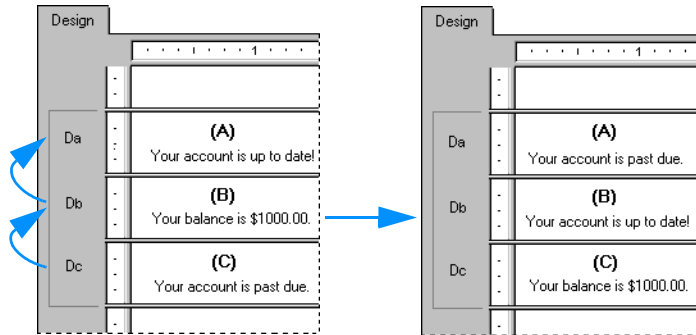 Design
1
Da
(A)
Your account is up to date!
Db
(B)
Your balance is $1000.00.
Dc
(C)
Your account is past due.
Design
1
Da
(A)
Your account is past due.
Db
(B)
Your account is up to date!
Dc
(C)
Your balance is $1000.00.